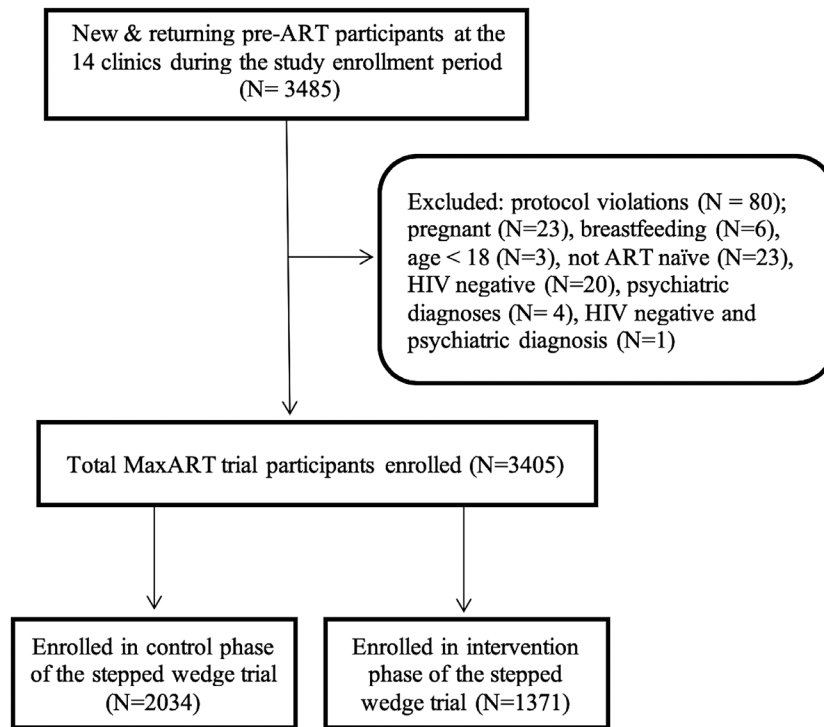 New & returning pre-ART participants at the
14 clinics during the study enrollment period
(N= 3485)
Excluded: protocol violations (N = 80);
pregnant (N=23), breastfeeding (N=6),
age < 18 (N=3), not ART naïve (N=23),
HIV negative (N=20), psychiatric
diagnoses (N= 4), HIV negative and
psychiatric diagnosis (N=1)
Total MaxART trial participants enrolled (N=3405)
Enrolled in control phase
of the stepped wedge trial
(N=2034)
Enrolled in intervention
phase of the stepped
wedge trial (N=1371)